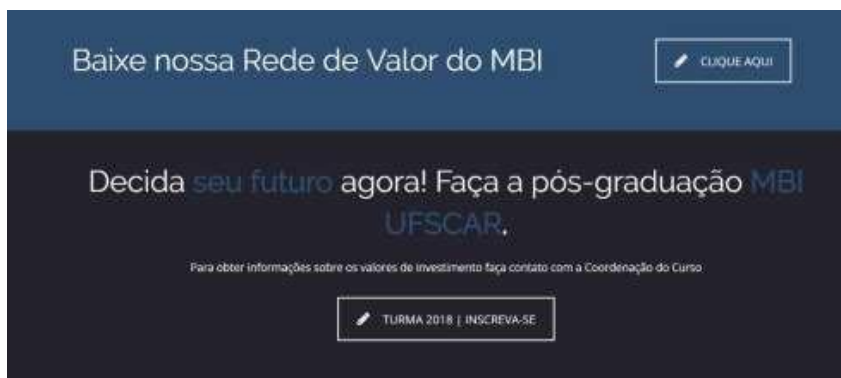 Baixe nossa Rede de Valor do MBI
CLIQUE AQUI
Decida seu futuro agora! Faça a pós-graduação MBI
UFSCAR.
Para obter informações sobre os valores de investimento faça contato com a Coordenação do Curso
TURMA 2018 | INSCREVA-SE